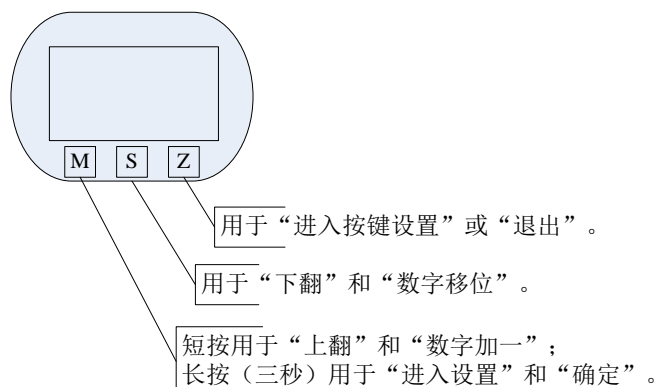 M S Z
用于“进入按键设置”或“退出”。
用于“下翻”和“数字移位”。
短按用于“上翻”和“数字加一”;
长按（三秒）用于“进入设置”和“确定”。